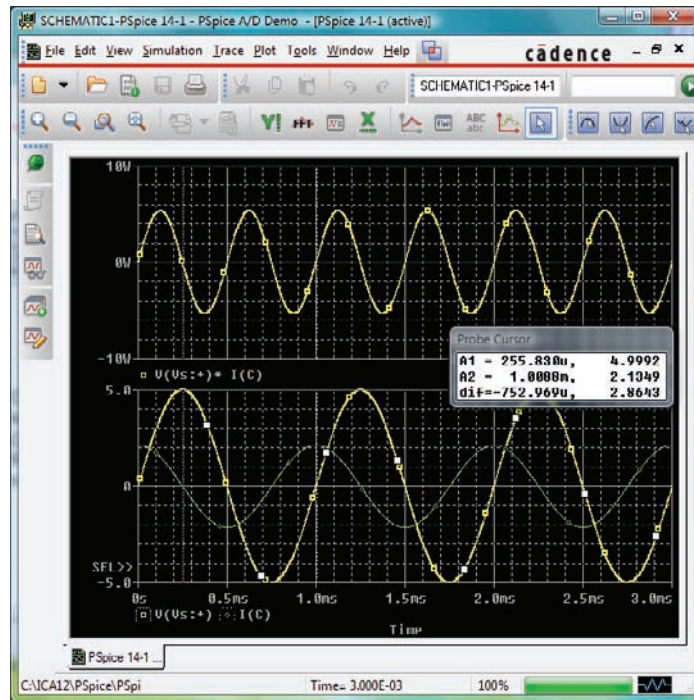 SCHEMATIC1-PSpice 14-1 - PSpice A/D Demo - [PSpice 14-1 (active)]
File Edit View Simulation Trace Plot Tools Window Help
cādence
SCHEMATIC1-PSpice 14-1
ABC
abc
10W
0W
-10W
V(Vs:+)* I(C)
Probe Cursor
A1 = 255.830u, 4.9992
A2 = 1.0088m, 2.1349
dif=-752.969u, 2.8643
5.0
0
SEL>>
-5.0
0s 0.5ms 1.0ms 1.5ms 2.0ms 2.5ms 3.0ms
V(Vs:+) I(C)
Time
PSpice 14-1 ...
C:\ICA12\PSpice\PSpi Time= 3.000E-03 100%